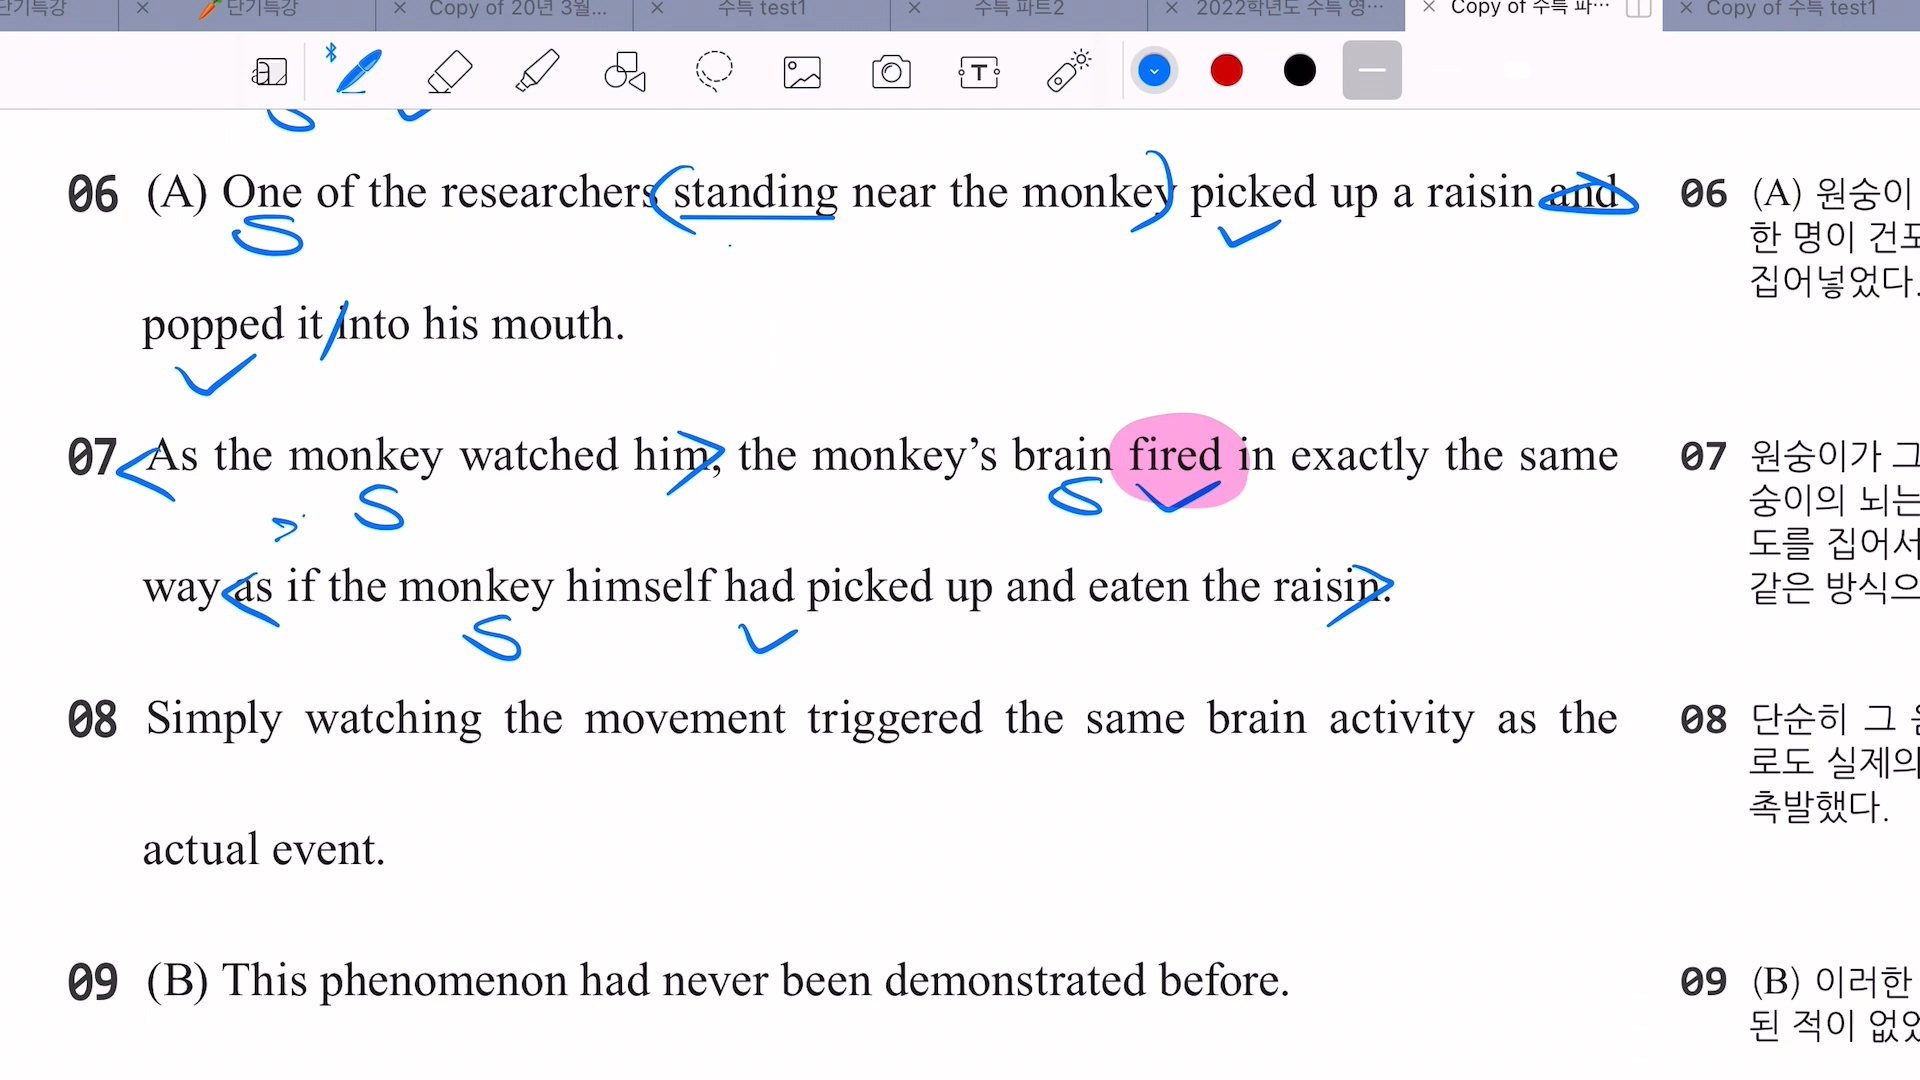 단기특강
단기특강
Copy of 20년 3월...
수특 test1
수특 파트2
2022학년도 수특 영...
Copy of 수특 파...
Copy of 수특 test1
06 (A) One of the researchers standing near the monkey picked up a raisin and
popped it into his mouth.
07 As the monkey watched him, the monkey's brain fired in exactly the same
way as if the monkey himself had picked up and eaten the raisin.
08 Simply watching the movement triggered the same brain activity as the
actual event.
09 (B) This phenomenon had never been demonstrated before.
06 (A) 원숭이
한 명이
집어넣었다.
07 원숭이가 그
숭이의 뇌는
도를 집어서
같은 방식으
08 단순히 그
로도 실제의
촉발했다.
09 (B) 이러한
된 적이
S
S
S
S